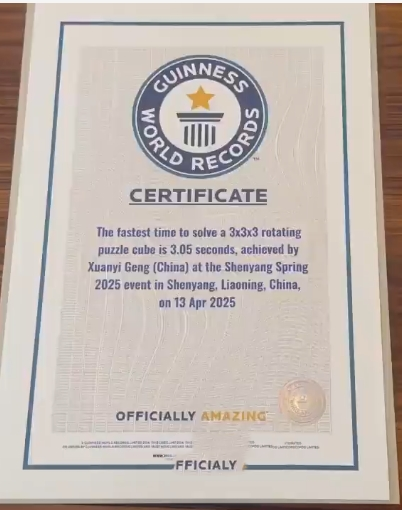 GUINNESS
WORLD RECORDS
™
CERTIFICATE
The fastest time to solve a 3x3x3 rotating
puzzle cube is 3.05 seconds, achieved by
Xuanyi Geng (China) at the Shenyang Spring
2025 event in Shenyang, Liaoning, China,
on 13 Apr 2025
OFFICIALLY AMAZING
FFICIALY